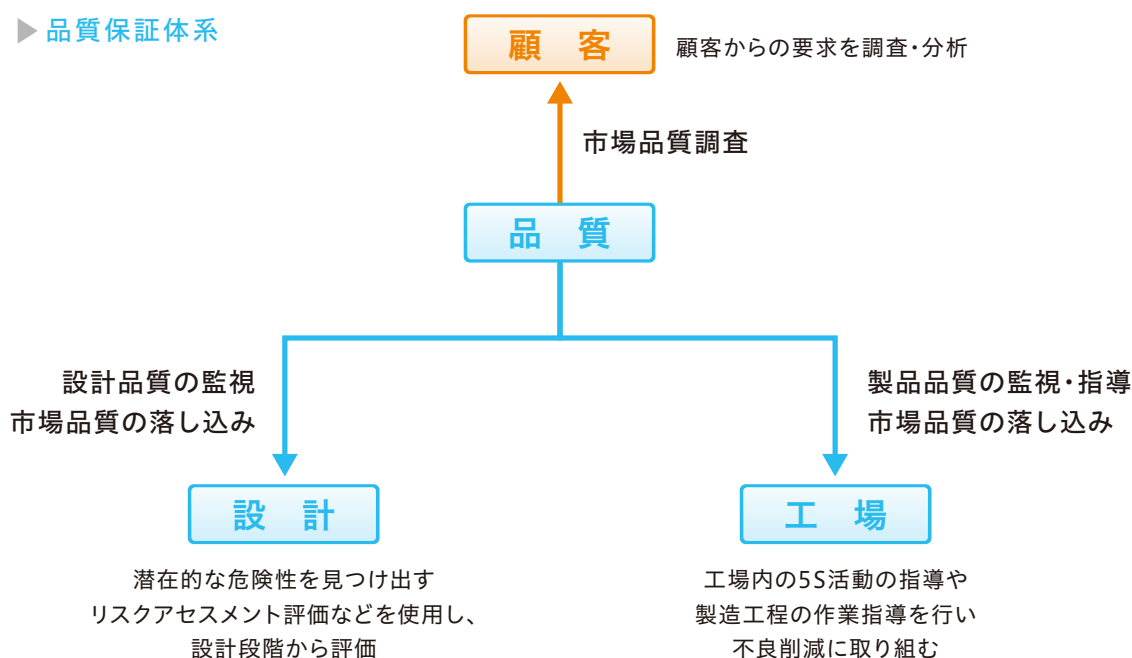 品質保証体系
顧 客
顧客からの要求を調査・分析
市場品質調査
品 質
設計品質の監視
市場品質の落し込み
製品品質の監視・指導
市場品質の落し込み
設 計
潜在的な危険性を見つけ出す
リスクアセスメント評価などを使用し、
設計段階から評価
工 場
工場内の5S活動の指導や
製造工程の作業指導を行い
不良削減に取り組む